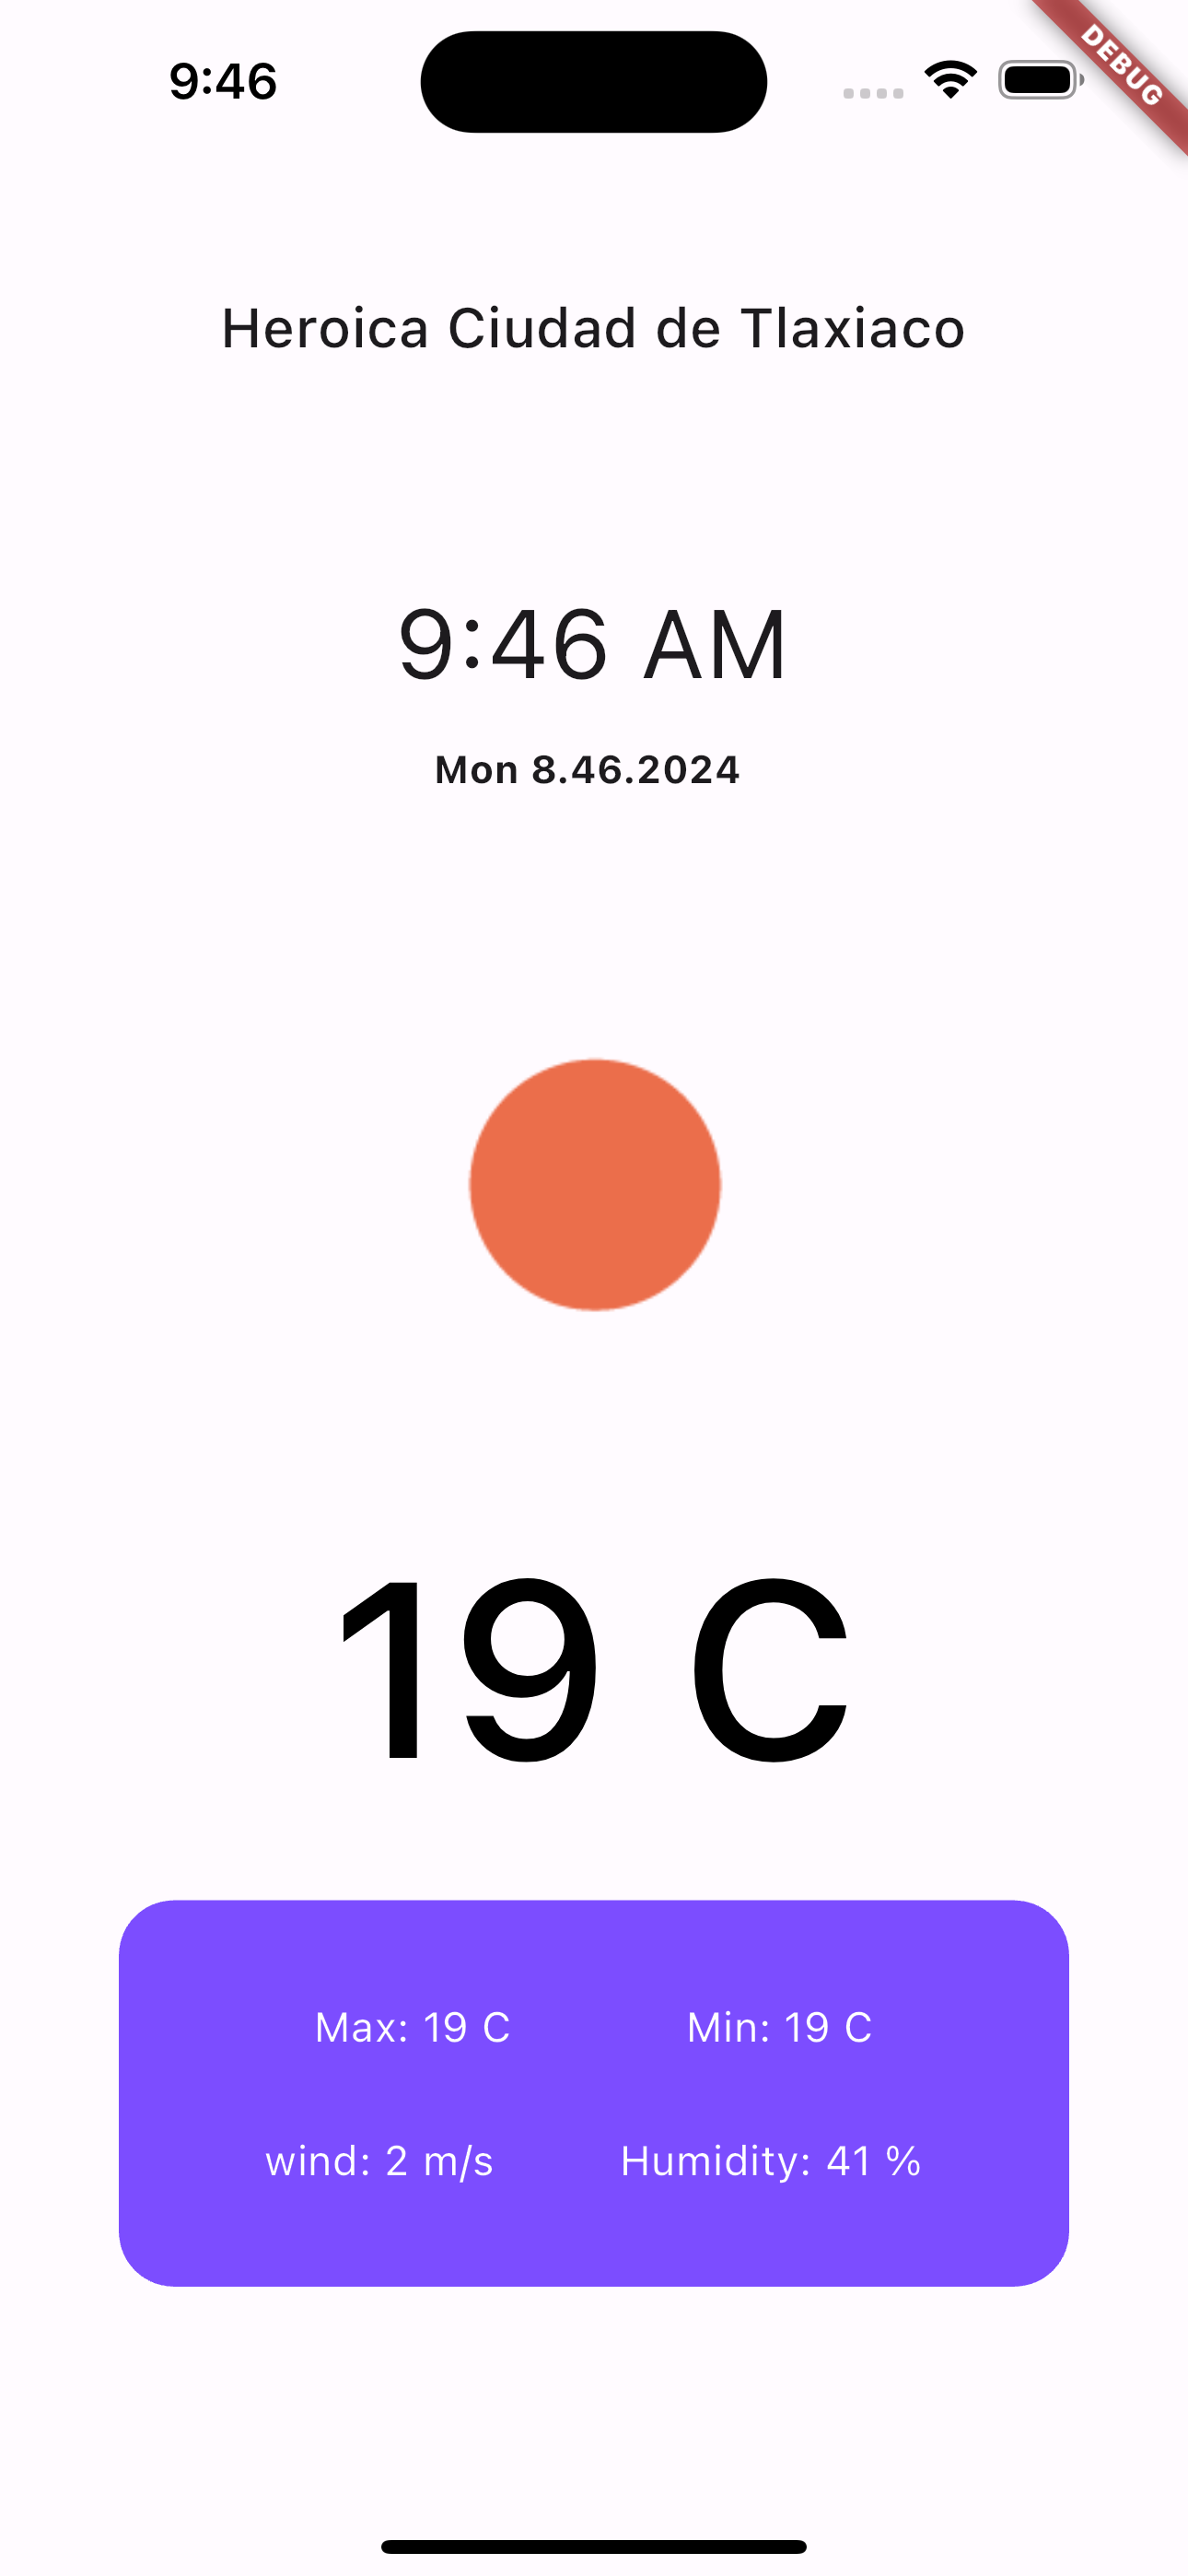 9:46
DEBUG
Heroica Ciudad de Tlaxiaco
9:46 AM
Mon 8.46.2024
19 C
Max: 19 C Min: 19 C
wind: 2 m/s Humidity: 41 %